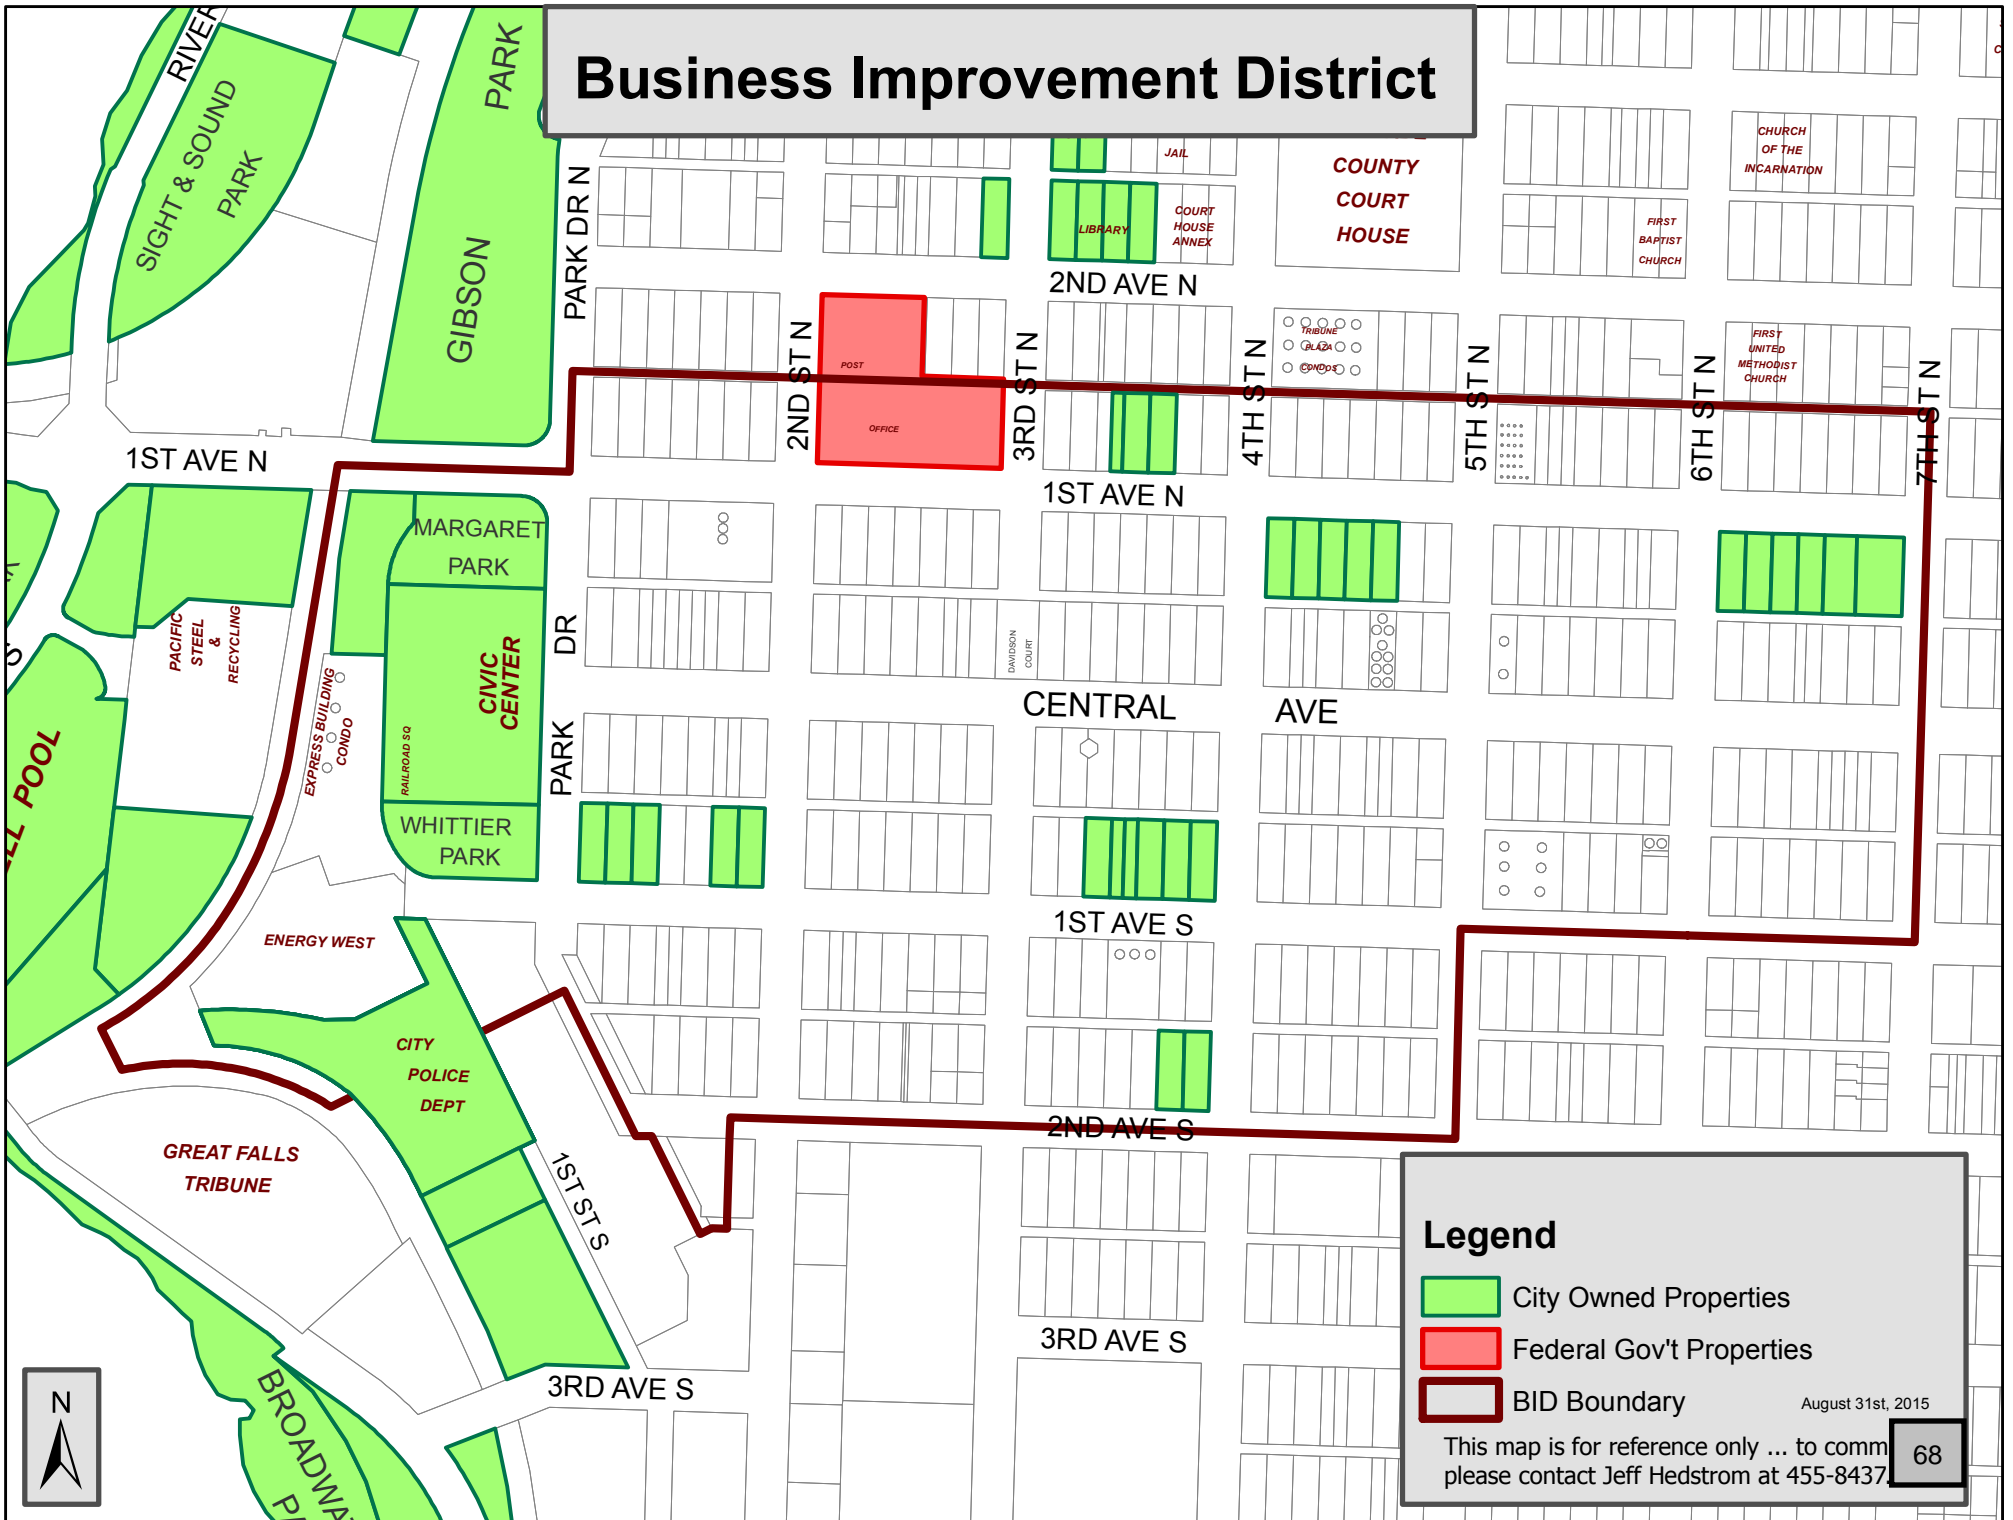 Business Improvement District
RIVER
SIGHT & SOUND
PARK
PARK
GIBSON
PARK DR N
JAIL
LIBRARY
COURT
HOUSE
ANNEX
COUNTY
COURT
HOUSE
CHURCH
OF THE
INCARNATION
FIRST
BAPTIST
CHURCH
2ND AVE N
2ND ST N
POST
OFFICE
3RD ST N
4TH ST N
TRIBUNE
PLAZA
CONDOS
5TH ST N
6TH ST N
FIRST
UNITED
METHODIST
CHURCH
7TH ST N
1ST AVE N
1ST AVE N
MARGARET
PARK
PACIFIC
STEEL
&
RECYCLING
CIVIC
CENTER
RAILROAD SQ
EXPRESS BUILDING
CONDO
DR
PARK
DAVIDSON
COURT
CENTRAL AVE
POOL
WHITTIER
PARK
1ST AVE S
ENERGY WEST
CITY
POLICE
DEPT
2ND AVE S
GREAT FALLS
TRIBUNE
1ST ST S
3RD AVE S
3RD AVE S
BROADWA
PA
N
Legend
City Owned Properties
Federal Gov't Properties
BID Boundary
August 31st, 2015
This map is for reference only ... to comm
please contact Jeff Hedstrom at 455-8437.
68